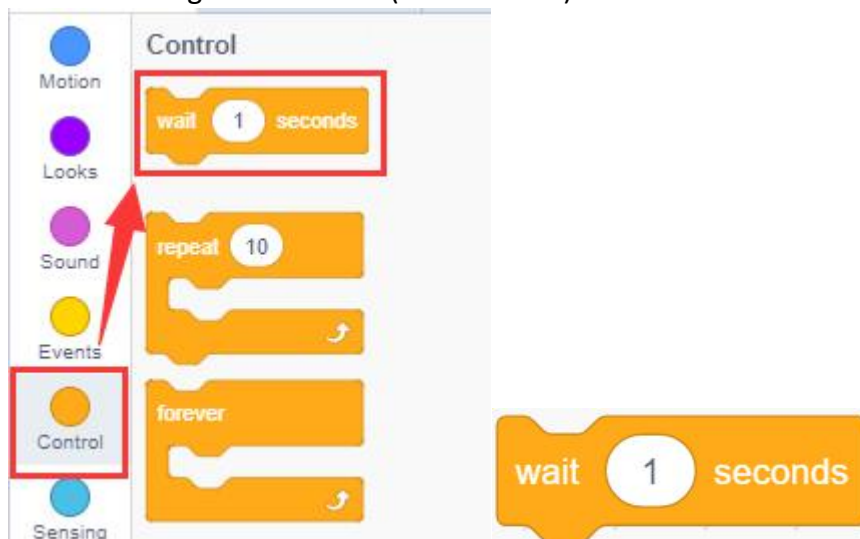 Control
Motion
wait 1 seconds
Looks
Sound
repeat 10
Events
forever
Control
wait 1 seconds
Sensing